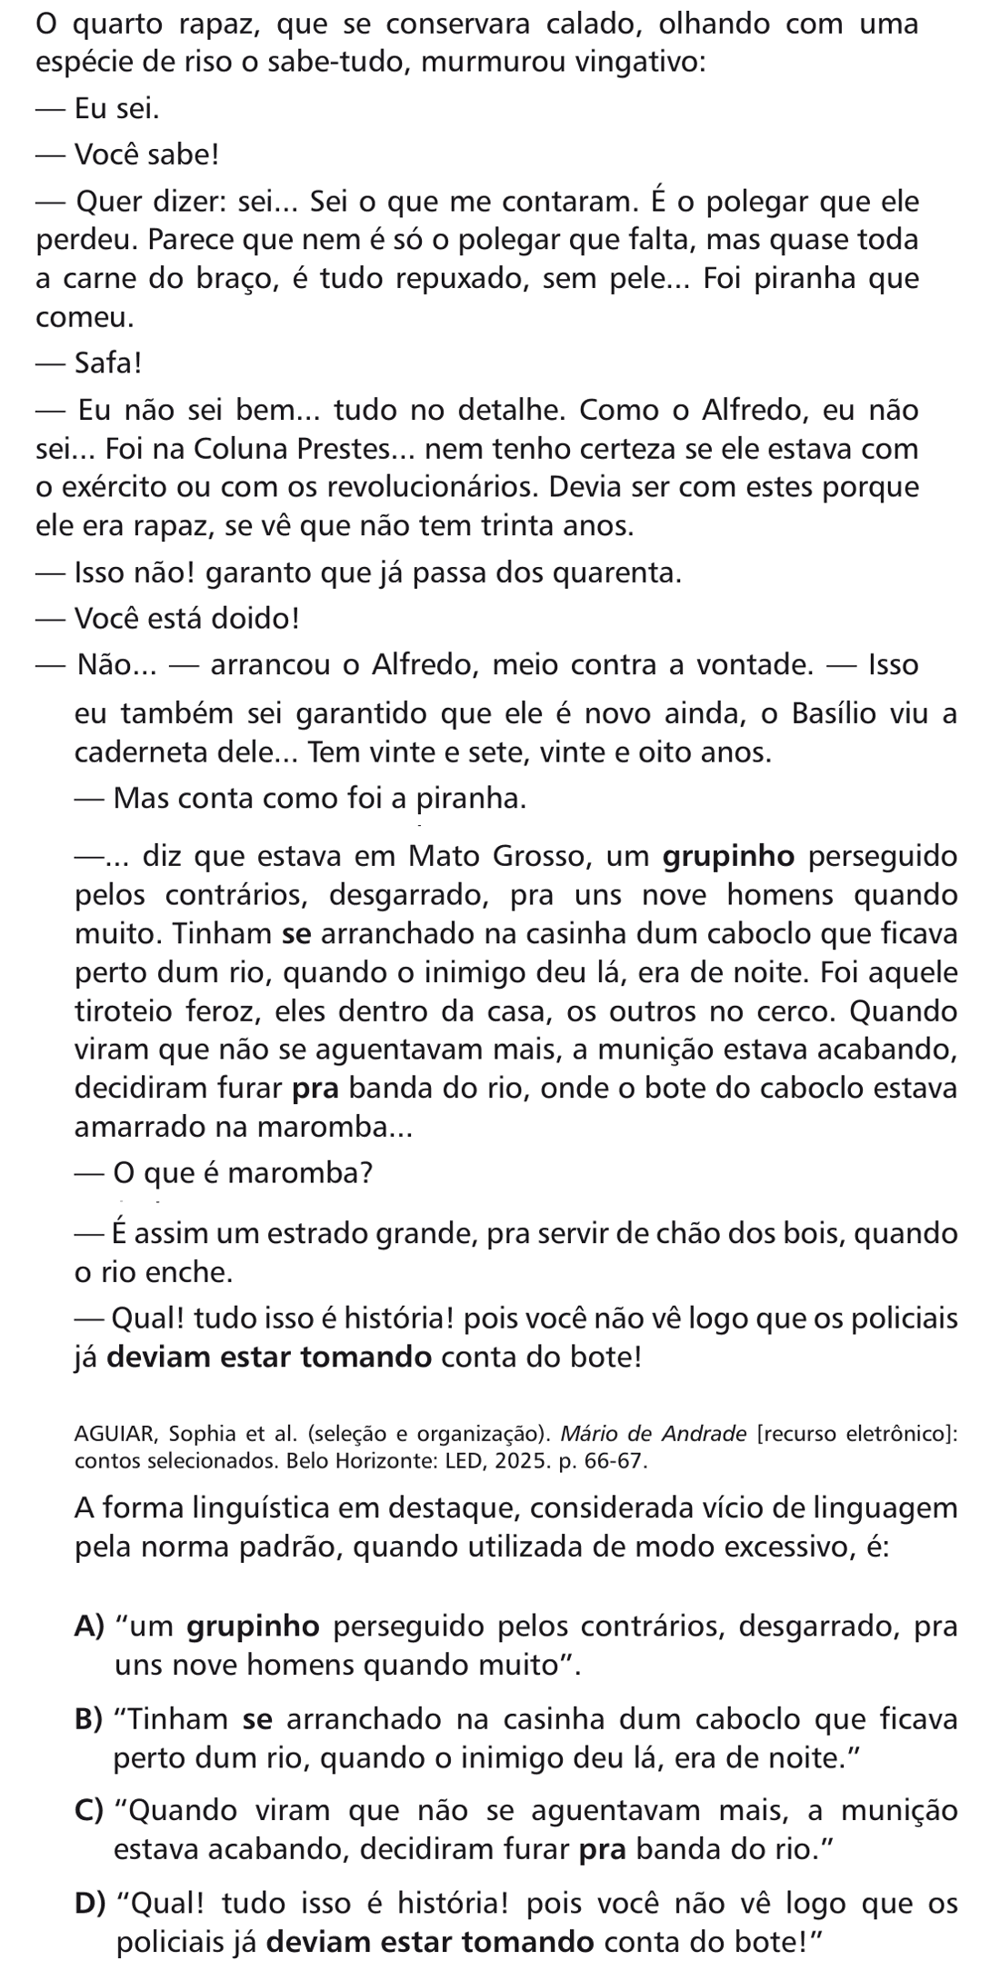 O quarto rapaz, que se conservara calado, olhando com uma
espécie de riso o sabe-tudo, murmurou vingativo:
— Eu sei.
— Você sabe!
— Quer dizer: sei... Sei o que me contaram. É o polegar que ele
perdeu. Parece que nem é só o polegar que falta, mas quase toda
a carne do braço, é tudo repuxado, sem pele... Foi piranha que
comeu.
— Safa!
— Eu não sei bem... tudo no detalhe. Como o Alfredo, eu não
sei... Foi na Coluna Prestes... nem tenho certeza se ele estava com
o exército ou com os revolucionários. Devia ser com estes porque
ele era rapaz, se vê que não tem trinta anos.
— Isso não! garanto que já passa dos quarenta.
— Você está doido!
— Não... — arrancou o Alfredo, meio contra a vontade. — Isso
eu também sei garantido que ele é novo ainda, o Basílio viu a
caderneta dele... Tem vinte e sete, vinte e oito anos.
— Mas conta como foi a piranha.
—... diz que estava em Mato Grosso, um grupinho perseguido
pelos contrários, desgarrado, pra uns nove homens quando
muito. Tinham se arranchado na casinha dum caboclo que ficava
perto dum rio, quando o inimigo deu lá, era de noite. Foi aquele
tiroteio feroz, eles dentro da casa, os outros no cerco. Quando
viram que não se aguentavam mais, a munição estava acabando,
decidiram furar pra banda do rio, onde o bote do caboclo estava
amarrado na maromba...
— O que é maromba?
— É assim um estrado grande, pra servir de chão dos bois, quando
o rio enche.
— Qual! tudo isso é história! pois você não vê logo que os policiais
já deviam estar tomando conta do bote!
AGUIAR, Sophia et al. (seleção e organização). Mário de Andrade [recurso eletrônico]:
contos selecionados. Belo Horizonte: LED, 2025. p. 66-67.
A forma linguística em destaque, considerada vício de linguagem
pela norma padrão, quando utilizada de modo excessivo, é:
A) “um grupinho perseguido pelos contrários, desgarrado, pra
uns nove homens quando muito”.
B) “Tinham se arranchado na casinha dum caboclo que ficava
perto dum rio, quando o inimigo deu lá, era de noite.”
C) “Quando viram que não se aguentavam mais, a munição
estava acabando, decidiram furar pra banda do rio.”
D) “Qual! tudo isso é história! pois você não vê logo que os
policiais já deviam estar tomando conta do bote!”